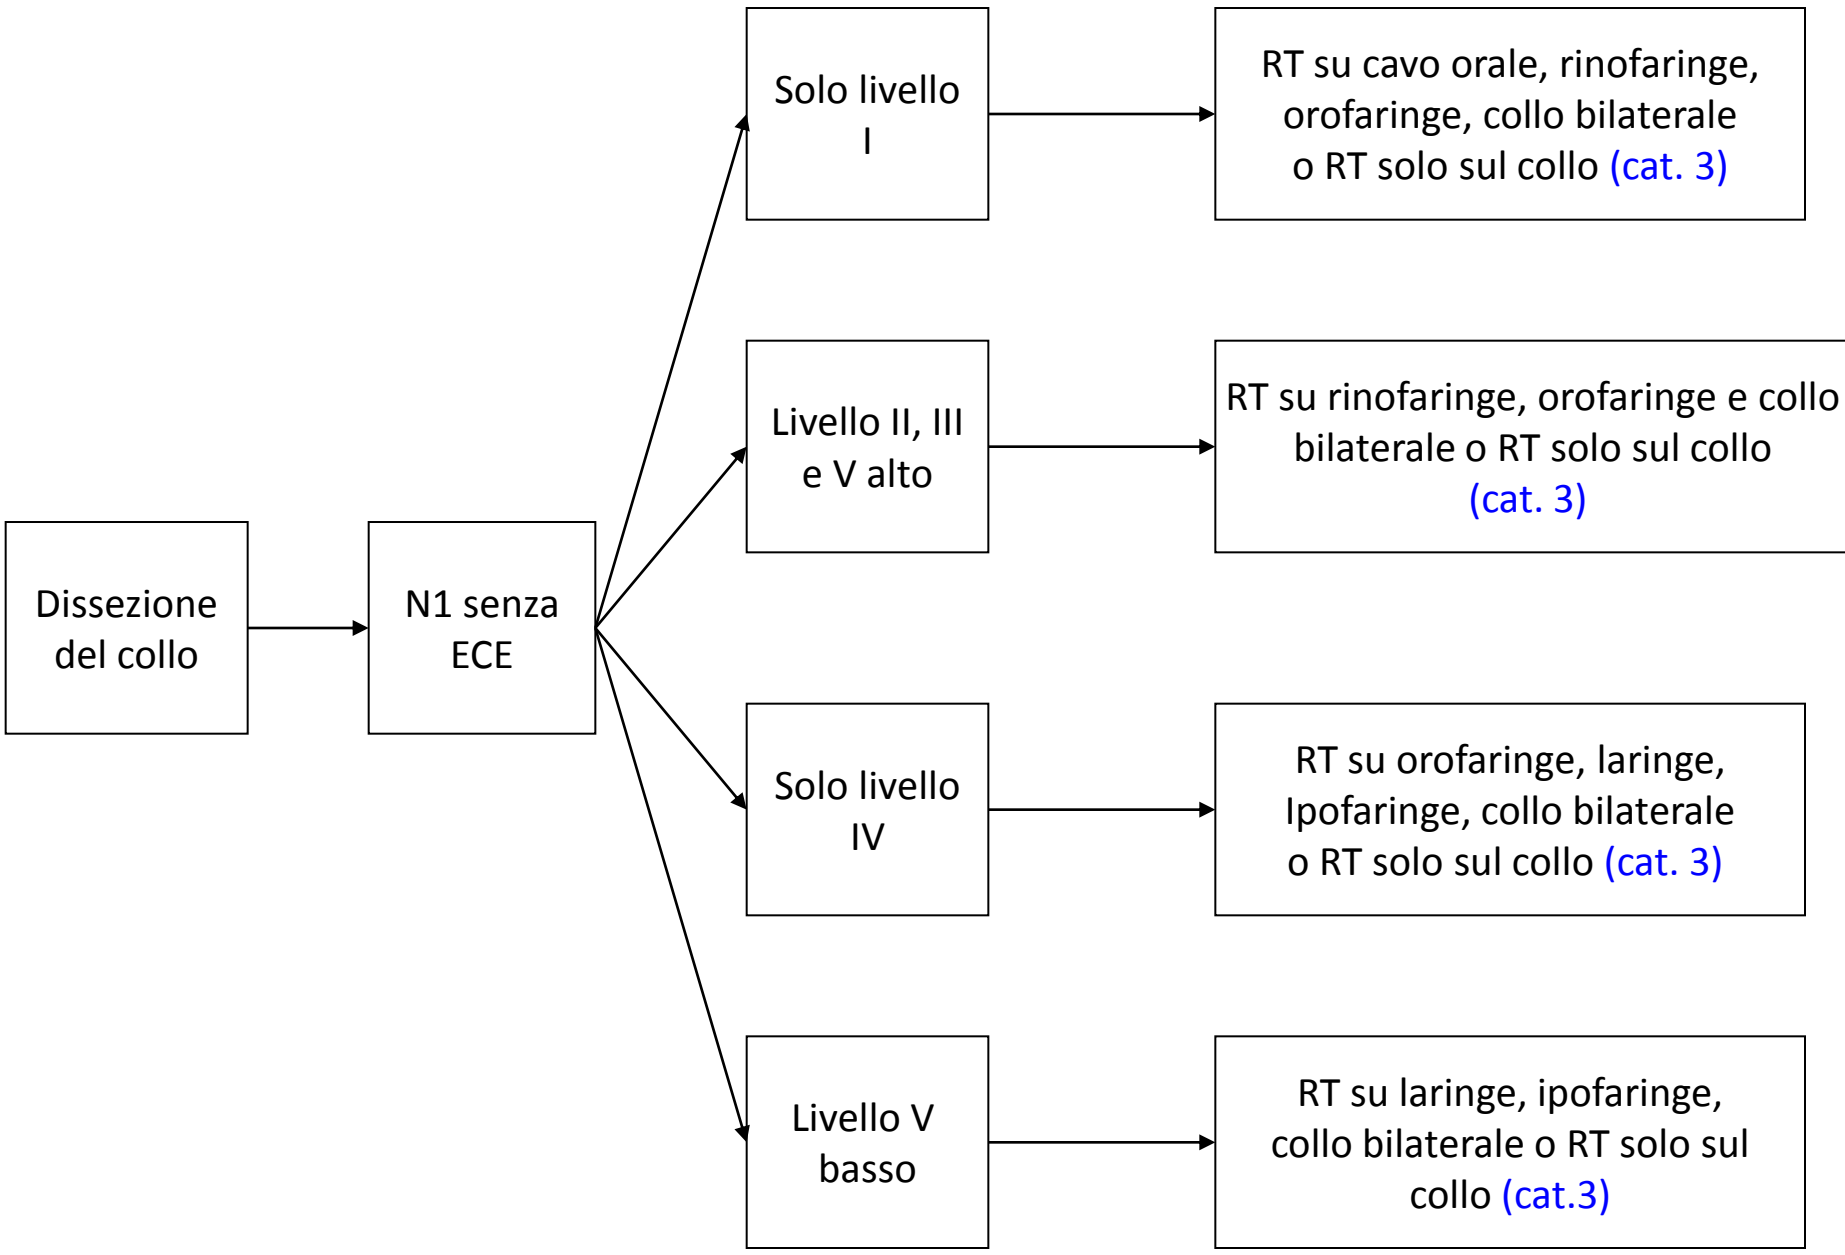 Dissezione
del collo
N1 senza
ECE
Solo livello
I
RT su cavo orale, rinofaringe,
orofaringe, collo bilaterale
o RT solo sul collo (cat. 3)
Livello II, III
e V alto
RT su rinofaringe, orofaringe e collo
bilaterale o RT solo sul collo
(cat. 3)
Solo livello
IV
RT su orofaringe, laringe,
Ipofaringe, collo bilaterale
o RT solo sul collo (cat. 3)
Livello V
basso
RT su laringe, ipofaringe,
collo bilaterale o RT solo sul
collo (cat.3)